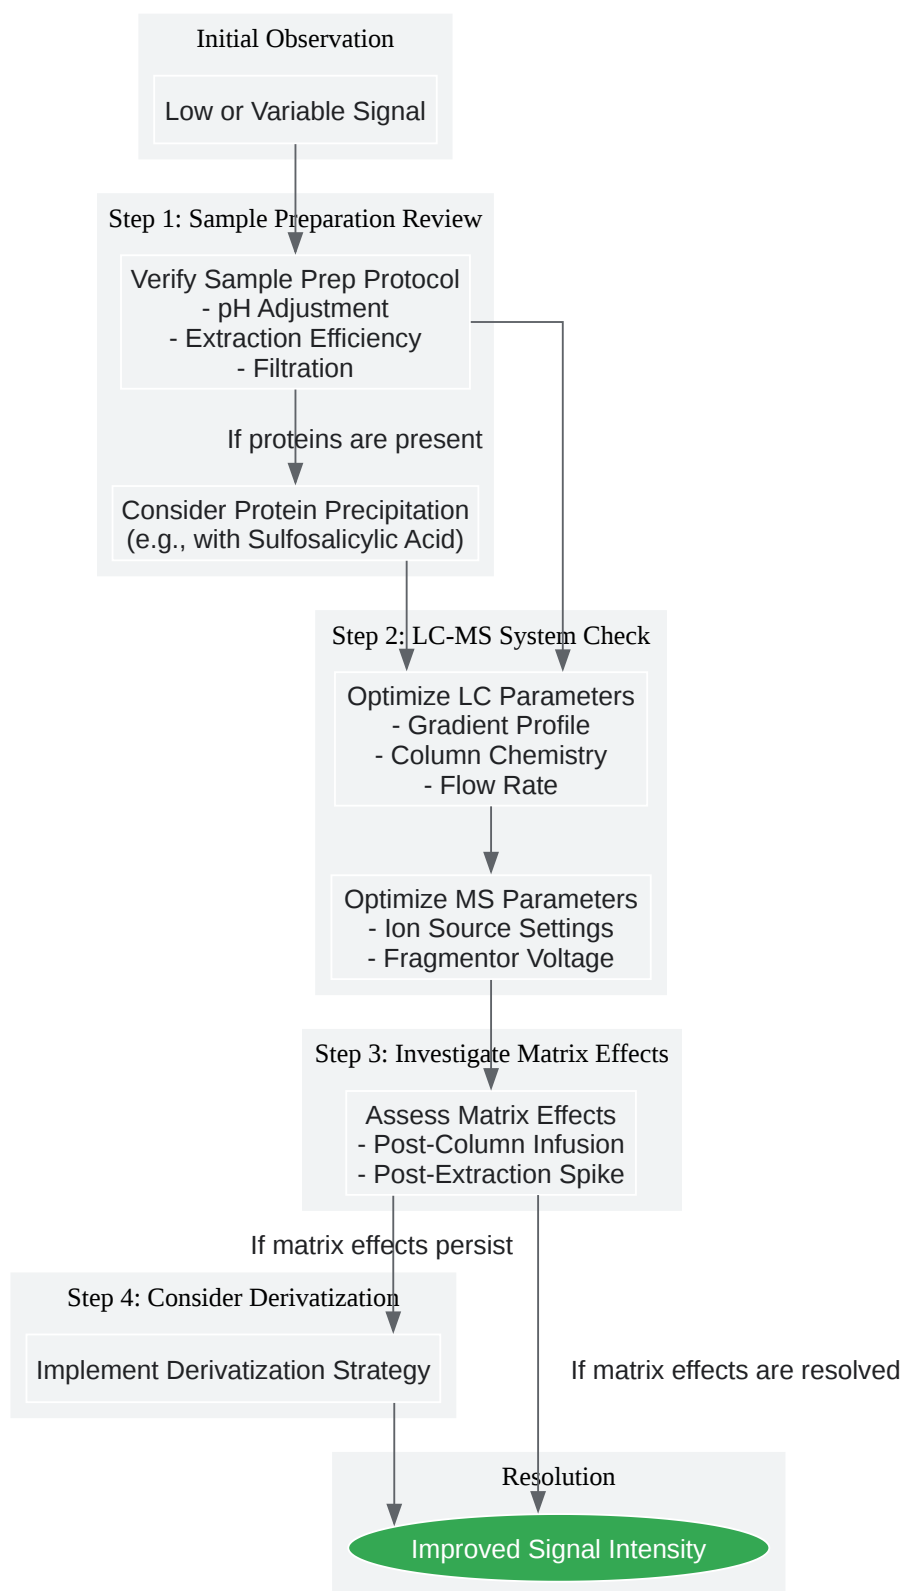 Initial Observation
Low or Variable Signal
Step 1: Sample Preparation Review
Verify Sample Prep Protocol
- pH Adjustment
- Extraction Efficiency
- Filtration
If proteins are present
Consider Protein Precipitation
(e.g., with Sulfosalicylic Acid)
Step 2: LC-MS System Check
Optimize LC Parameters
- Gradient Profile
- Column Chemistry
- Flow Rate
Optimize MS Parameters
- Ion Source Settings
- Fragmentor Voltage
Step 3: Investigate Matrix Effects
Assess Matrix Effects
- Post-Column Infusion
- Post-Extraction Spike
If matrix effects persist
Step 4: Consider Derivatization
Implement Derivatization Strategy
If matrix effects are resolved
Resolution
Improved Signal Intensity